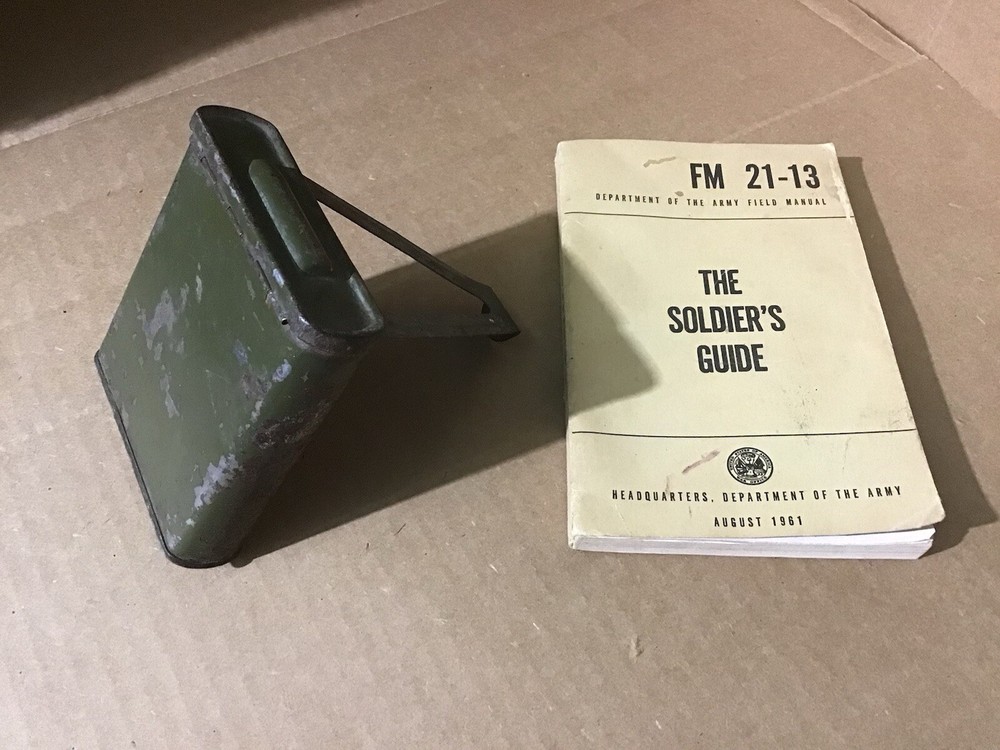 FM 21-13
DEPARTMENT OF THE ARMY FIELD MANUAL
THE
SOLDIER'S
GUIDE
HEADQUARTERS, DEPARTMENT OF THE ARMY
AUGUST 1961